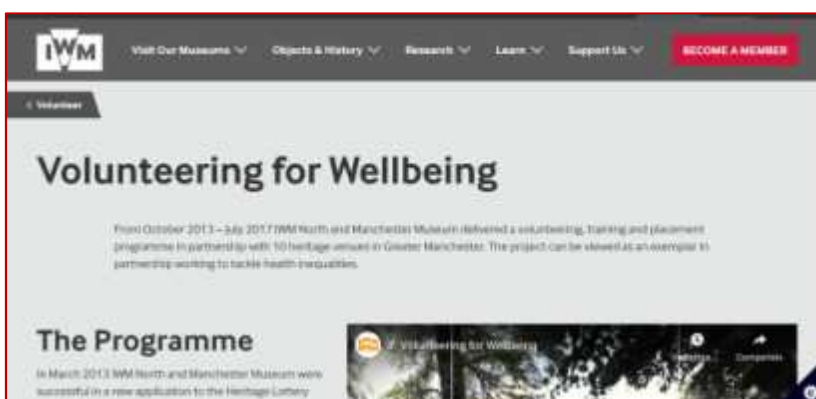 IWM
Visit Our Museums
Objects & History
Research
Learn
Support Us
BECOME A MEMBER
Volunteer
Volunteering for Wellbeing
From October 2013 – July 2017 IWM North and Manchester Museum delivered a volunteering, training and placement
programme in partnership with 10 heritage venues in Greater Manchester. The project can be viewed as an exemplar in
partnership working to tackle health inequalities.
The Programme
In March 2013 IWM North and Manchester Museum were
successful in a new application to the Heritage Lottery
Volunteering for Wellbeing